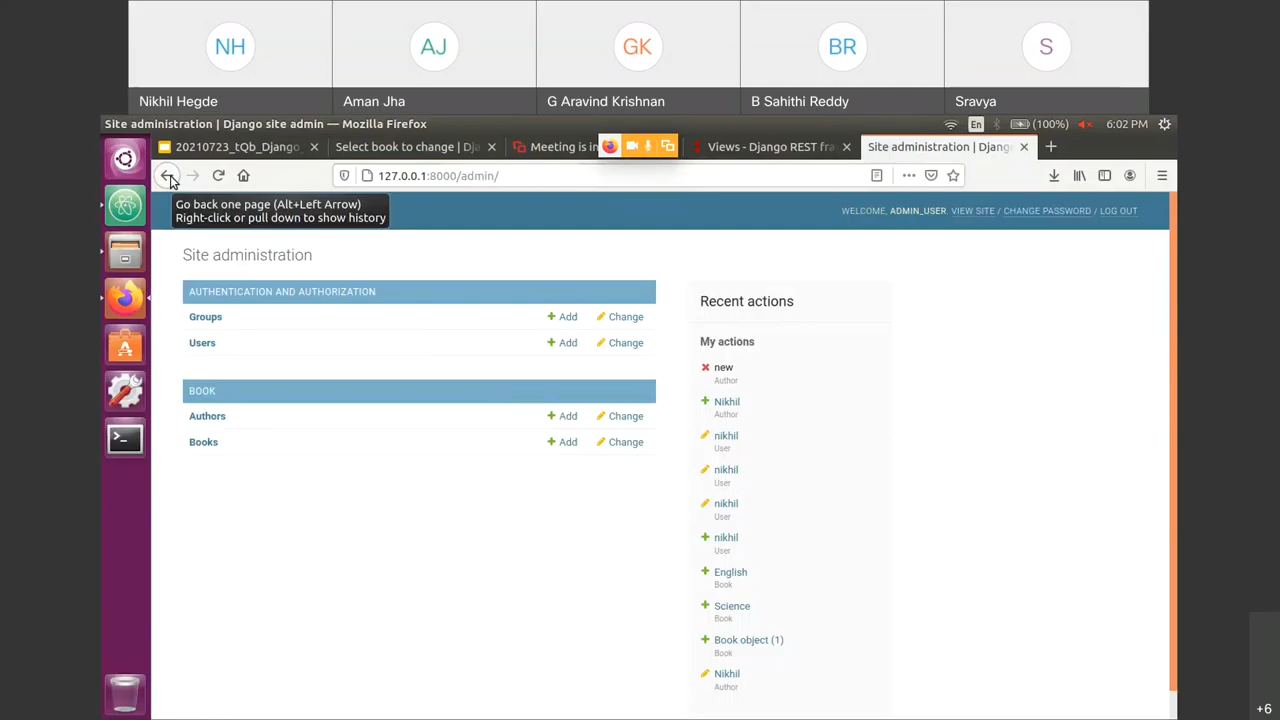 NH
AJ
GK
BR
S
Nikhil Hegde
Aman Jha
G Aravind Krishnan
B Sahithi Reddy
Sravya
Site administration | Django site admin — Mozilla Firefox
En
(100%)
6:02 PM
20210723_tQb_Django_
Select book to change | Dja
Meeting is in
Views - Django REST fra
Site administration | Djang
127.0.0.1:8000/admin/
Go back one page (Alt+Left Arrow)
Right-click or pull down to show history
WELCOME, ADMIN_USER. VIEW SITE / CHANGE PASSWORD / LOG OUT
Site administration
AUTHENTICATION AND AUTHORIZATION
Groups Add Change
Users Add Change
BOOK
Authors Add Change
Books Add Change
Recent actions
My actions
new
Author
Nikhil
Author
nikhil
User
nikhil
User
nikhil
User
nikhil
User
English
Book
Science
Book
Book object (1)
Book
Nikhil
Author
+6